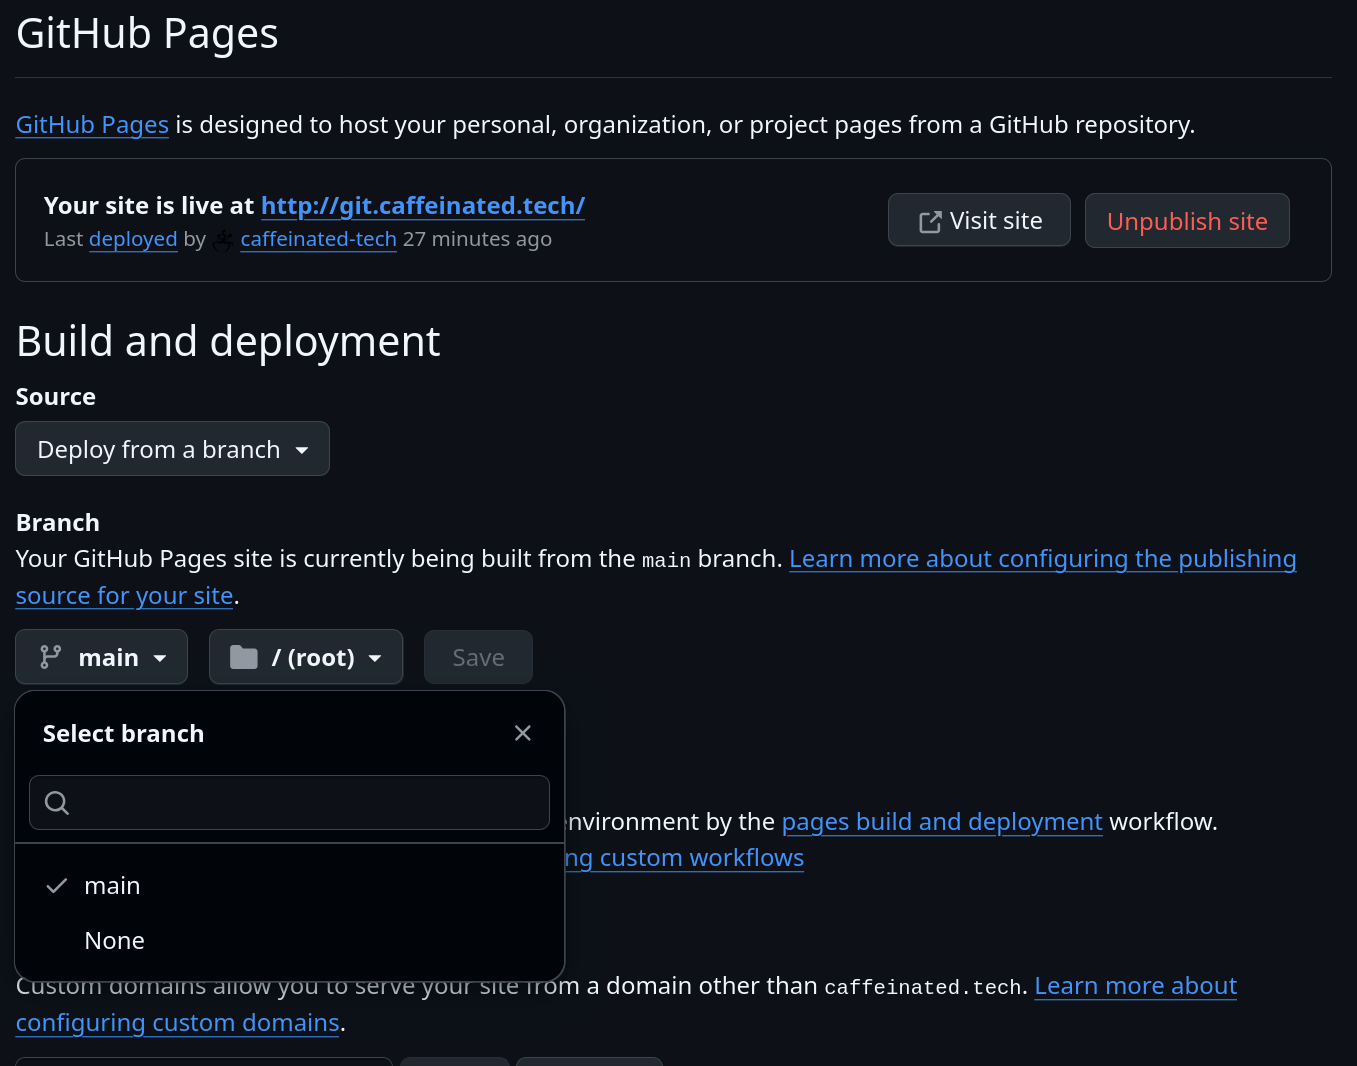 GitHub Pages
GitHub Pages is designed to host your personal, organization, or project pages from a GitHub repository.
Your site is live at http://git.caffeinated.tech/
Last deployed by caffeinated-tech 27 minutes ago
Visit site
Unpublish site
Build and deployment
Source
Deploy from a branch
Branch
Your GitHub Pages site is currently being built from the main branch. Learn more about configuring the publishing
source for your site.
main
/ (root)
Save
Select branch
environment by the pages build and deployment workflow.
ng custom workflows
main
None
Custom domains allow you to serve your site from a domain other than caffeinated.tech. Learn more about
configuring custom domains.